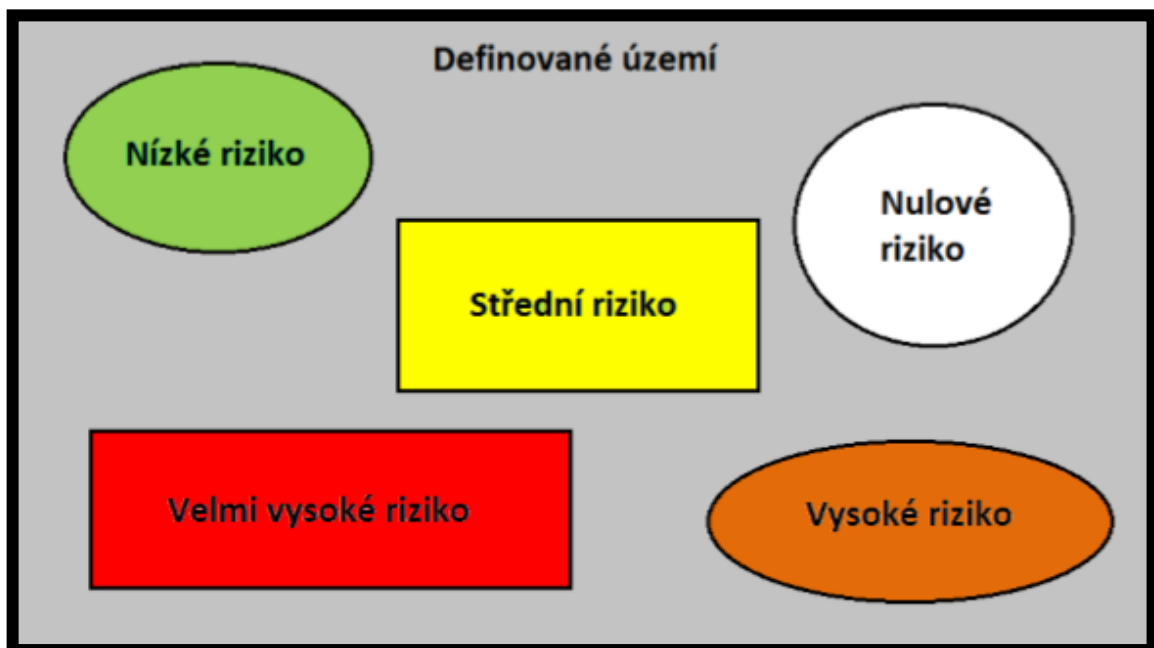 Definované území
Nízké riziko
Nulové
riziko
Střední riziko
Velmi vysoké riziko
Vysoké riziko